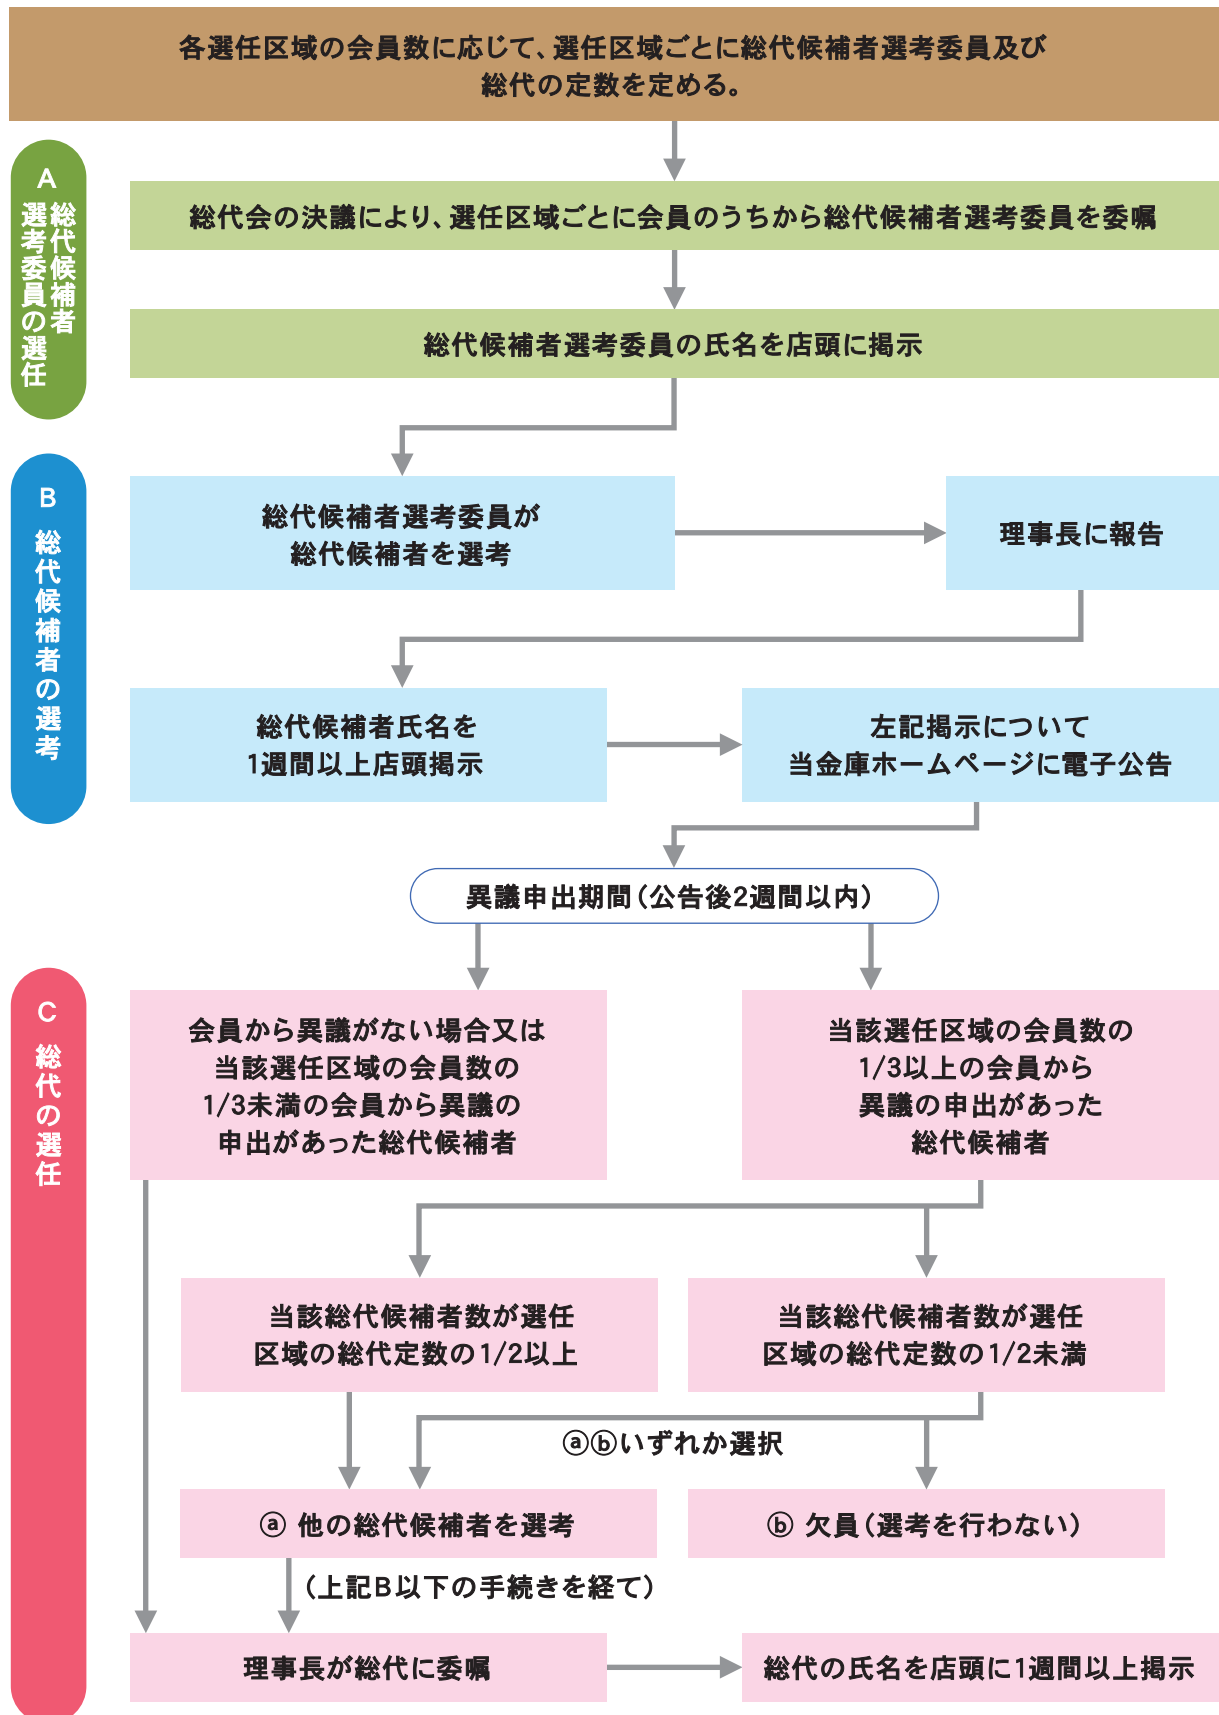 各選任区域の会員数に応じて、選任区域ごとに総代候補者選考委員及び
総代の定数を定める。
A
総代候補者
選考委員の選任
総代会の決議により、選任区域ごとに会員のうちから総代候補者選考委員を委嘱
総代候補者選考委員の氏名を店頭に掲示
B
総代候補者の選考
総代候補者選考委員が
総代候補者を選考
理事長に報告
総代候補者氏名を
1週間以上店頭掲示
左記掲示について
当金庫ホームページに電子公告
異議申出期間（公告後2週間以内）
C
総代の選任
会員から異議がない場合又は
当該選任区域の会員数の
1/3未満の会員から異議の
申出があった総代候補者
当該選任区域の会員数の
1/3以上の会員から
異議の申出があった
総代候補者
当該総代候補者数が選任
区域の総代定数の1/2以上
当該総代候補者数が選任
区域の総代定数の1/2未満
ⓐⓑいずれか選択
ⓐ 他の総代候補者を選考
ⓑ 欠員（選考を行わない）
（上記B以下の手続きを経て）
理事長が総代に委嘱
総代の氏名を店頭に1週間以上掲示